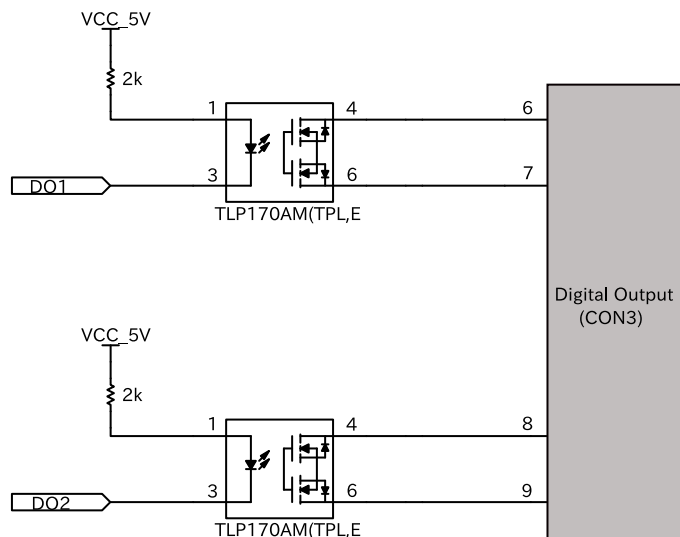 VCC_5V
2k
1
4
6
DO1
3
6
7
TLP170AM(TPL,E
Digital Output
(CON3)
VCC_5V
2k
1
4
8
DO2
3
6
9
TLP170AM(TPL,E